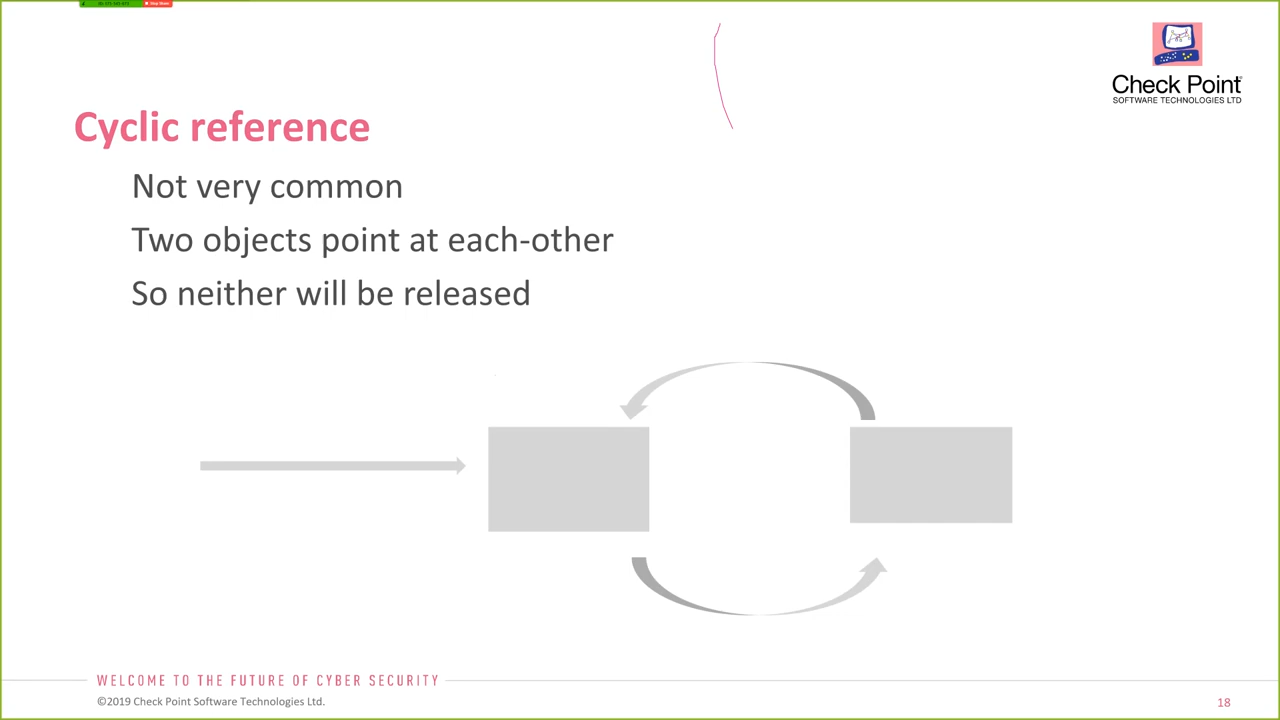 Check Point
SOFTWARE TECHNOLOGIES LTD
Cyclic reference
Not very common
Two objects point at each-other
So neither will be released
WELCOME TO THE FUTURE OF CYBER SECURITY
©2019 Check Point Software Technologies Ltd.
18